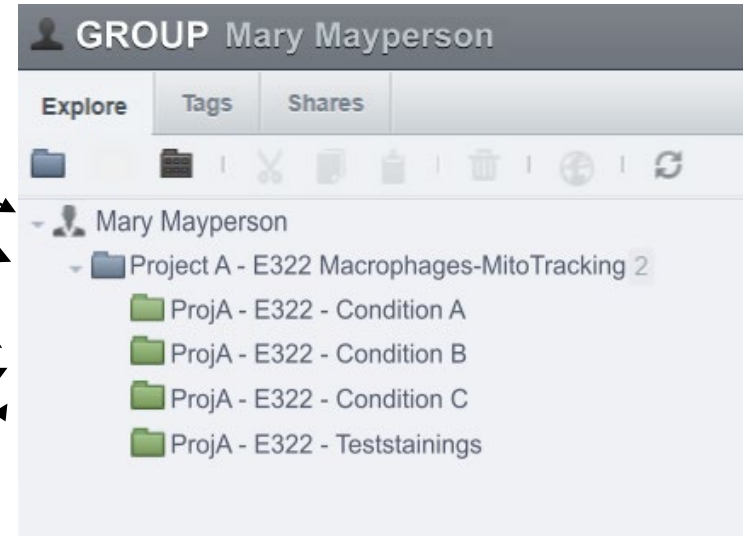 GROUP Mary Mayperson
Explore Tags Shares
Mary Mayperson
Project A - E322 Macrophages-MitoTracking 2
ProjA - E322 - Condition A
ProjA - E322 - Condition B
ProjA - E322 - Condition C
ProjA - E322 - Teststainings